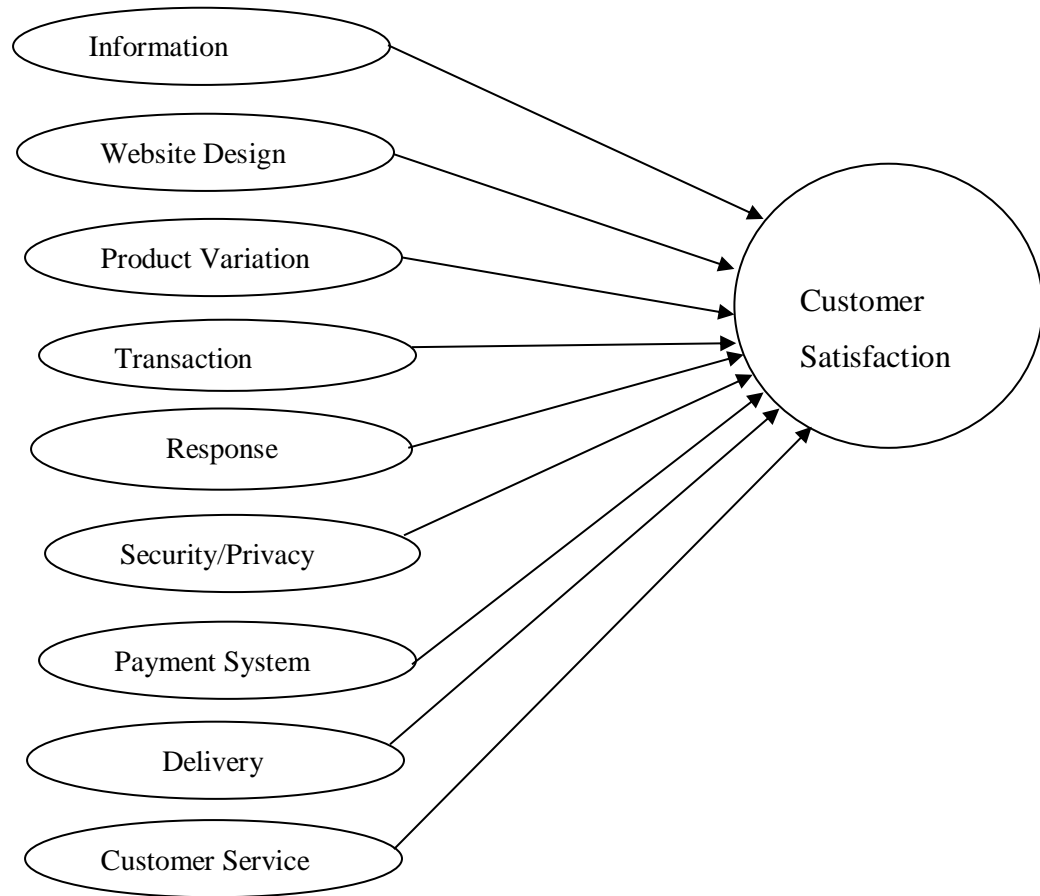 Information
Website Design
Product Variation
Transaction
Response
Security/Privacy
Payment System
Delivery
Customer Service
Customer
Satisfaction